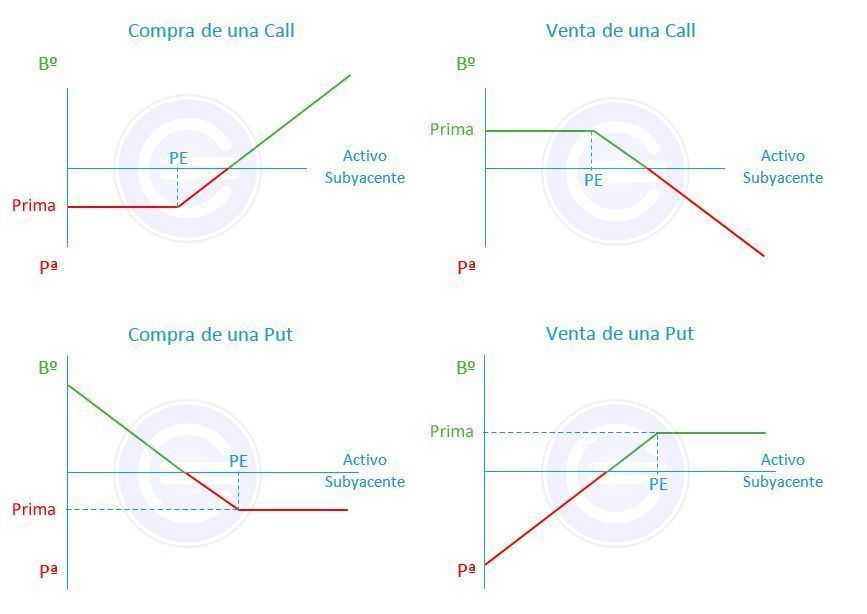 Compra de una Call
Bº
PE
Activo
Subyacente
Prima
Pª
Venta de una Call
Bº
Prima
Activo
Subyacente
PE
Pª
Compra de una Put
Bº
PE
Activo
Subyacente
Prima
Pª
Venta de una Put
Bº
Prima
Activo
Subyacente
PE
Pª